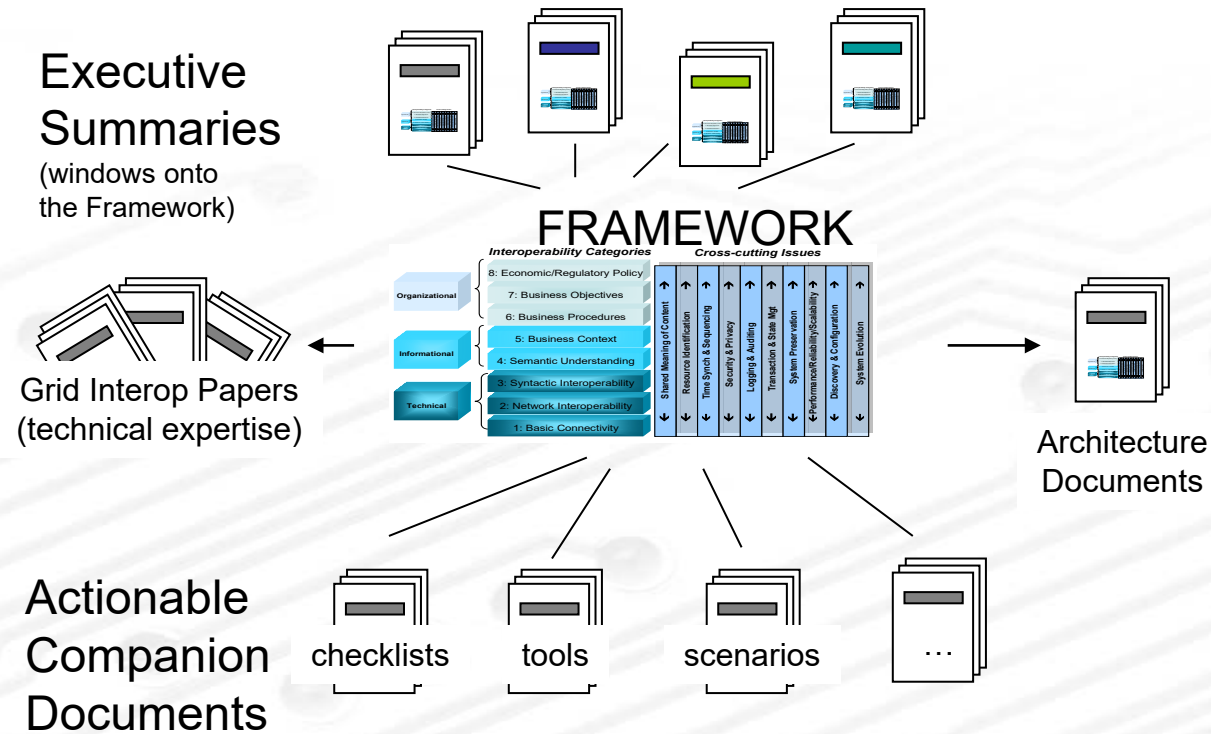 Executive
Summaries
(windows onto
the Framework)
FRAMEWORK
Interoperability Categories
Cross-cutting Issues
Organizational
8: Economic/Regulatory Policy
7: Business Objectives
6: Business Procedures
Informational
5: Business Context
4: Semantic Understanding
Technical
3: Syntactic Interoperability
2: Network Interoperability
1: Basic Connectivity
Shared Meaning of Content
Resource Identification
Time Synch & Sequencing
Security & Privacy
Logging & Auditing
Transaction & State Mgt
System Preservation
Performance/Reliability/Scalability
Discovery & Configuration
System Evolution
Grid Interop Papers
(technical expertise)
Architecture
Documents
Actionable
Companion
Documents
checklists
tools
scenarios
...